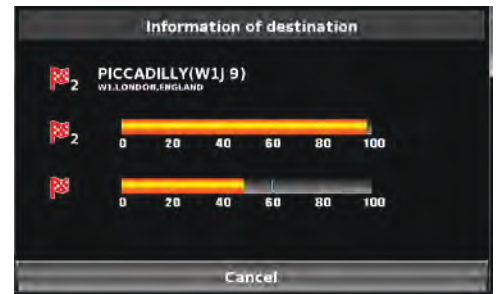 Information of destination
2 PICCADILLY(W1J 9)
W1,LONDON,ENGLAND
2
0 20 40 60 80 100
0 20 40 60 80 100
Cancel